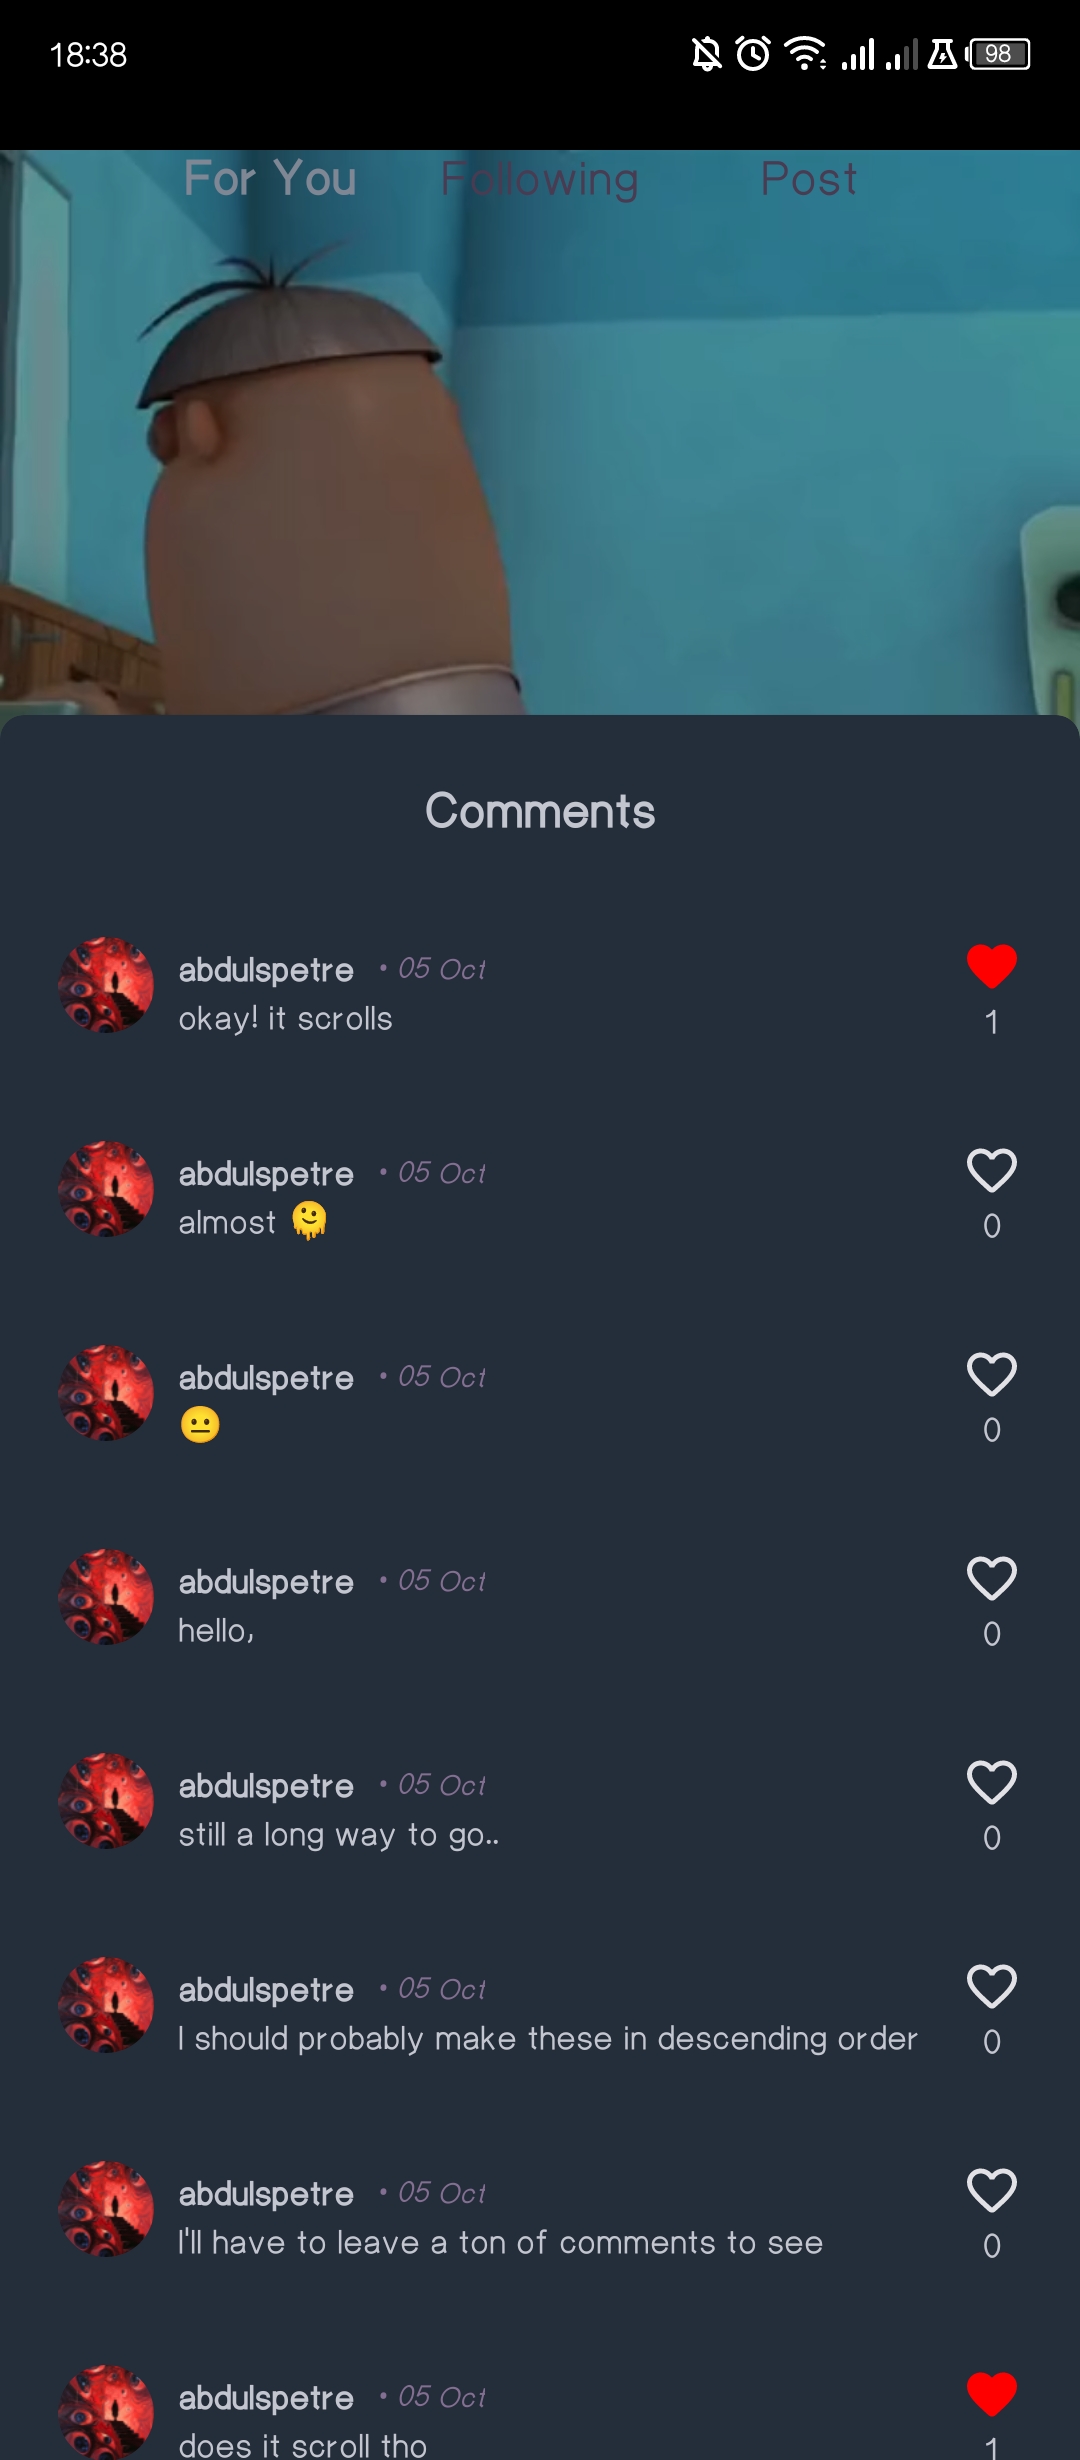 18:38
98
For You Following Post
Comments
abdulspetre • 05 Oct
okay! it scrolls
1
abdulspetre • 05 Oct
almost 🫠
0
abdulspetre • 05 Oct
😐
0
abdulspetre • 05 Oct
hello,
0
abdulspetre • 05 Oct
still a long way to go..
0
abdulspetre • 05 Oct
I should probably make these in descending order
0
abdulspetre • 05 Oct
I'll have to leave a ton of comments to see
0
abdulspetre • 05 Oct
does it scroll tho
1